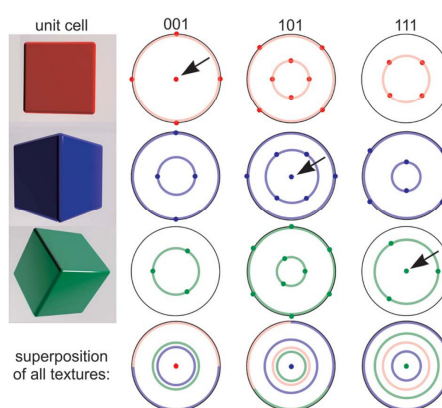 unit cell 001 101 111
superposition
of all textures: